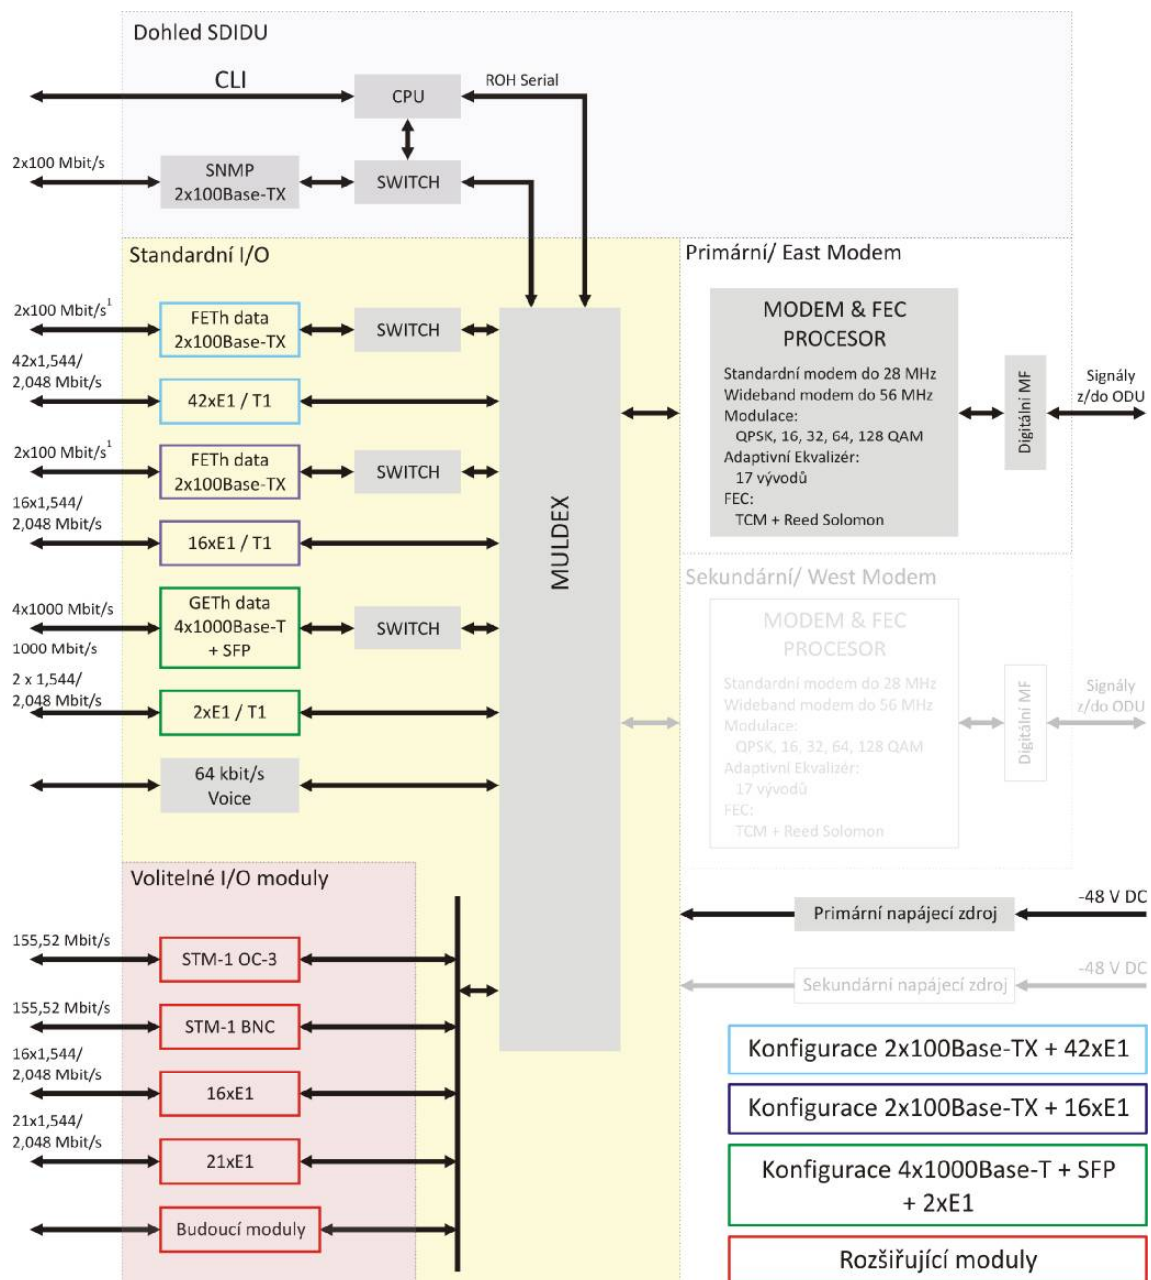 Dohled SDIDU
CLI
CPU
ROH Serial
2x100 Mbit/s
SNMP
2x100Base-TX
SWITCH
Standardní I/O
2x100 Mbit/s¹
FETh data
2x100Base-TX
SWITCH
42x1,544/
2,048 Mbit/s
42xE1 / T1
2x100 Mbit/s¹
FETh data
2x100Base-TX
SWITCH
16x1,544/
2,048 Mbit/s
16xE1 / T1
4x1000 Mbit/s
1000 Mbit/s
GETh data
4x1000Base-T
+ SFP
SWITCH
2 x 1,544/
2,048 Mbit/s
2xE1 / T1
64 kbit/s
Voice
MULDEX
Primární/ East Modem
MODEM & FEC
PROCESOR
Standardní modem do 28 MHz
Wideband modem do 56 MHz
Modulace:
QPSK, 16, 32, 64, 128 QAM
Adaptivní Ekvalizér:
17 vývodů
FEC:
TCM + Reed Solomon
Digitální MF
Signály
z/do ODU
Sekundární/ West Modem
MODEM & FEC
PROCESOR
Standardní modem do 28 MHz
Wideband modem do 56 MHz
Modulace:
QPSK, 16, 32, 64, 128 QAM
Adaptivní Ekvalizér:
17 vývodů
FEC:
TCM + Reed Solomon
Digitální MF
Signály
z/do ODU
Volitelné I/O moduly
155,52 Mbit/s
STM-1 OC-3
155,52 Mbit/s
STM-1 BNC
16x1,544/
2,048 Mbit/s
16xE1
21x1,544/
2,048 Mbit/s
21xE1
Budoucí moduly
Primární napájecí zdroj
-48 V DC
Sekundární napájecí zdroj
-48 V DC
Konfigurace 2x100Base-TX + 42xE1
Konfigurace 2x100Base-TX + 16xE1
Konfigurace 4x1000Base-T + SFP
+ 2xE1
Rozšiřující moduly